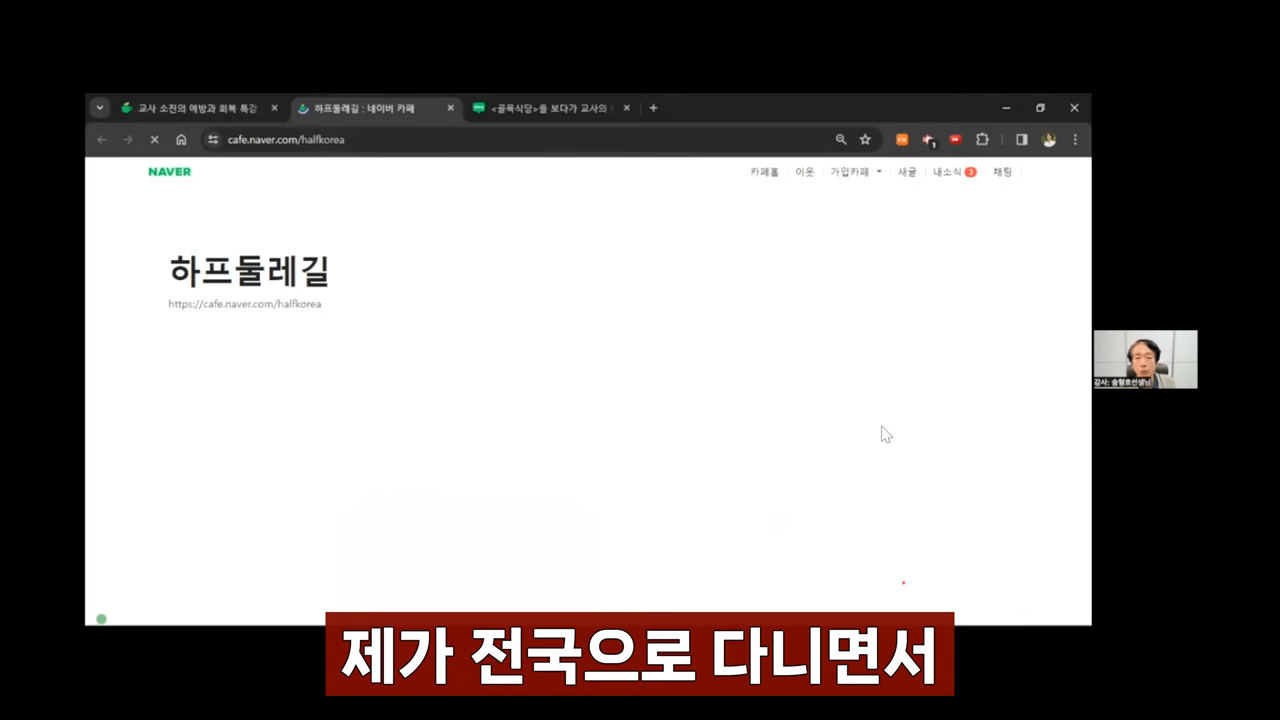 교사 소진의 예방과 회복 특강
하프둘레길 : 네이버 카페
<골목식당>을 보다가 교사의
cafe.naver.com/halfkorea
NAVER
카페홈 이웃 가입카페 새글 내소식 3 채팅
하프둘레길
https://cafe.naver.com/halfkorea
강사: 송형호선생님
제가 전국으로 다니면서